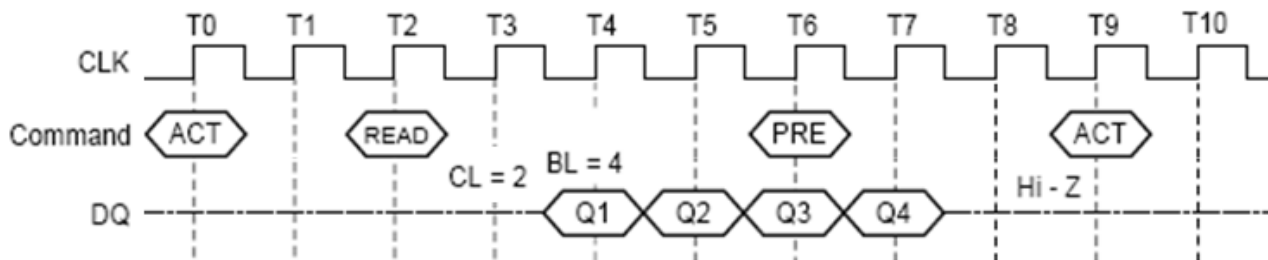 T0 T1 T2 T3 T4 T5 T6 T7 T8 T9 T10
CLK
Command ACT READ PRE ACT
CL = 2 BL = 4 Hi - Z
DQ Q1 Q2 Q3 Q4